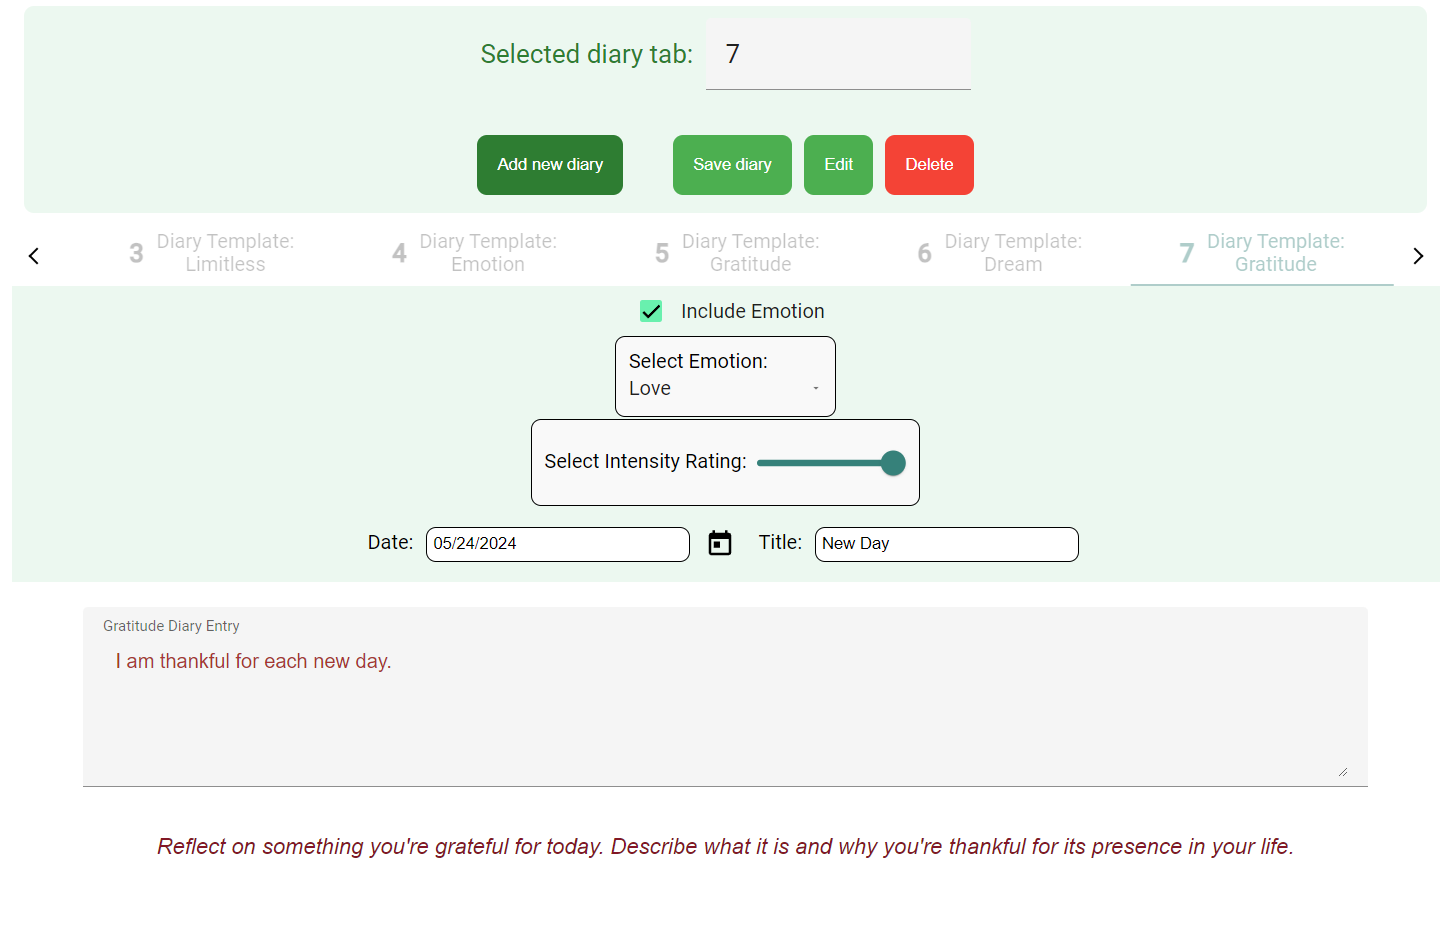 Selected diary tab: 7
Add new diary Save diary Edit Delete
3 Diary Template: Limitless
4 Diary Template: Emotion
5 Diary Template: Gratitude
6 Diary Template: Dream
7 Diary Template: Gratitude
Include Emotion
Select Emotion:
Love
Select Intensity Rating:
Date: 05/24/2024 Title: New Day
Gratitude Diary Entry
I am thankful for each new day.
Reflect on something you're grateful for today. Describe what it is and why you're thankful for its presence in your life.